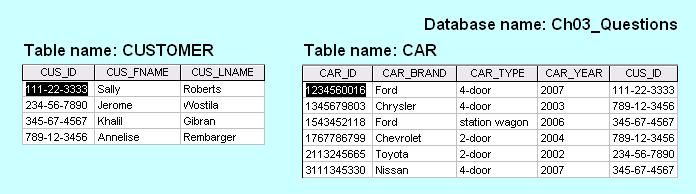 Database name: Ch03_Questions
Table name: CUSTOMER
CUS_ID CUS_FNAME CUS_LNAME
111-22-3333 Sally Roberts
234-56-7890 Jerome Wostila
345-67-4567 Khalil Gibran
789-12-3456 Annelise Rembarger
Table name: CAR
CAR_ID CAR_BRAND CAR_TYPE CAR_YEAR CUS_ID
1234560016 Ford 4-door 2007 111-22-3333
1345679803 Chrysler 4-door 2003 789-12-3456
1543452118 Ford station wagon 2006 345-67-4567
1767786799 Chevrolet 2-door 2004 789-12-3456
2113245665 Toyota 2-door 2002 234-56-7890
3111345330 Nissan 4-door 2007 345-67-4567